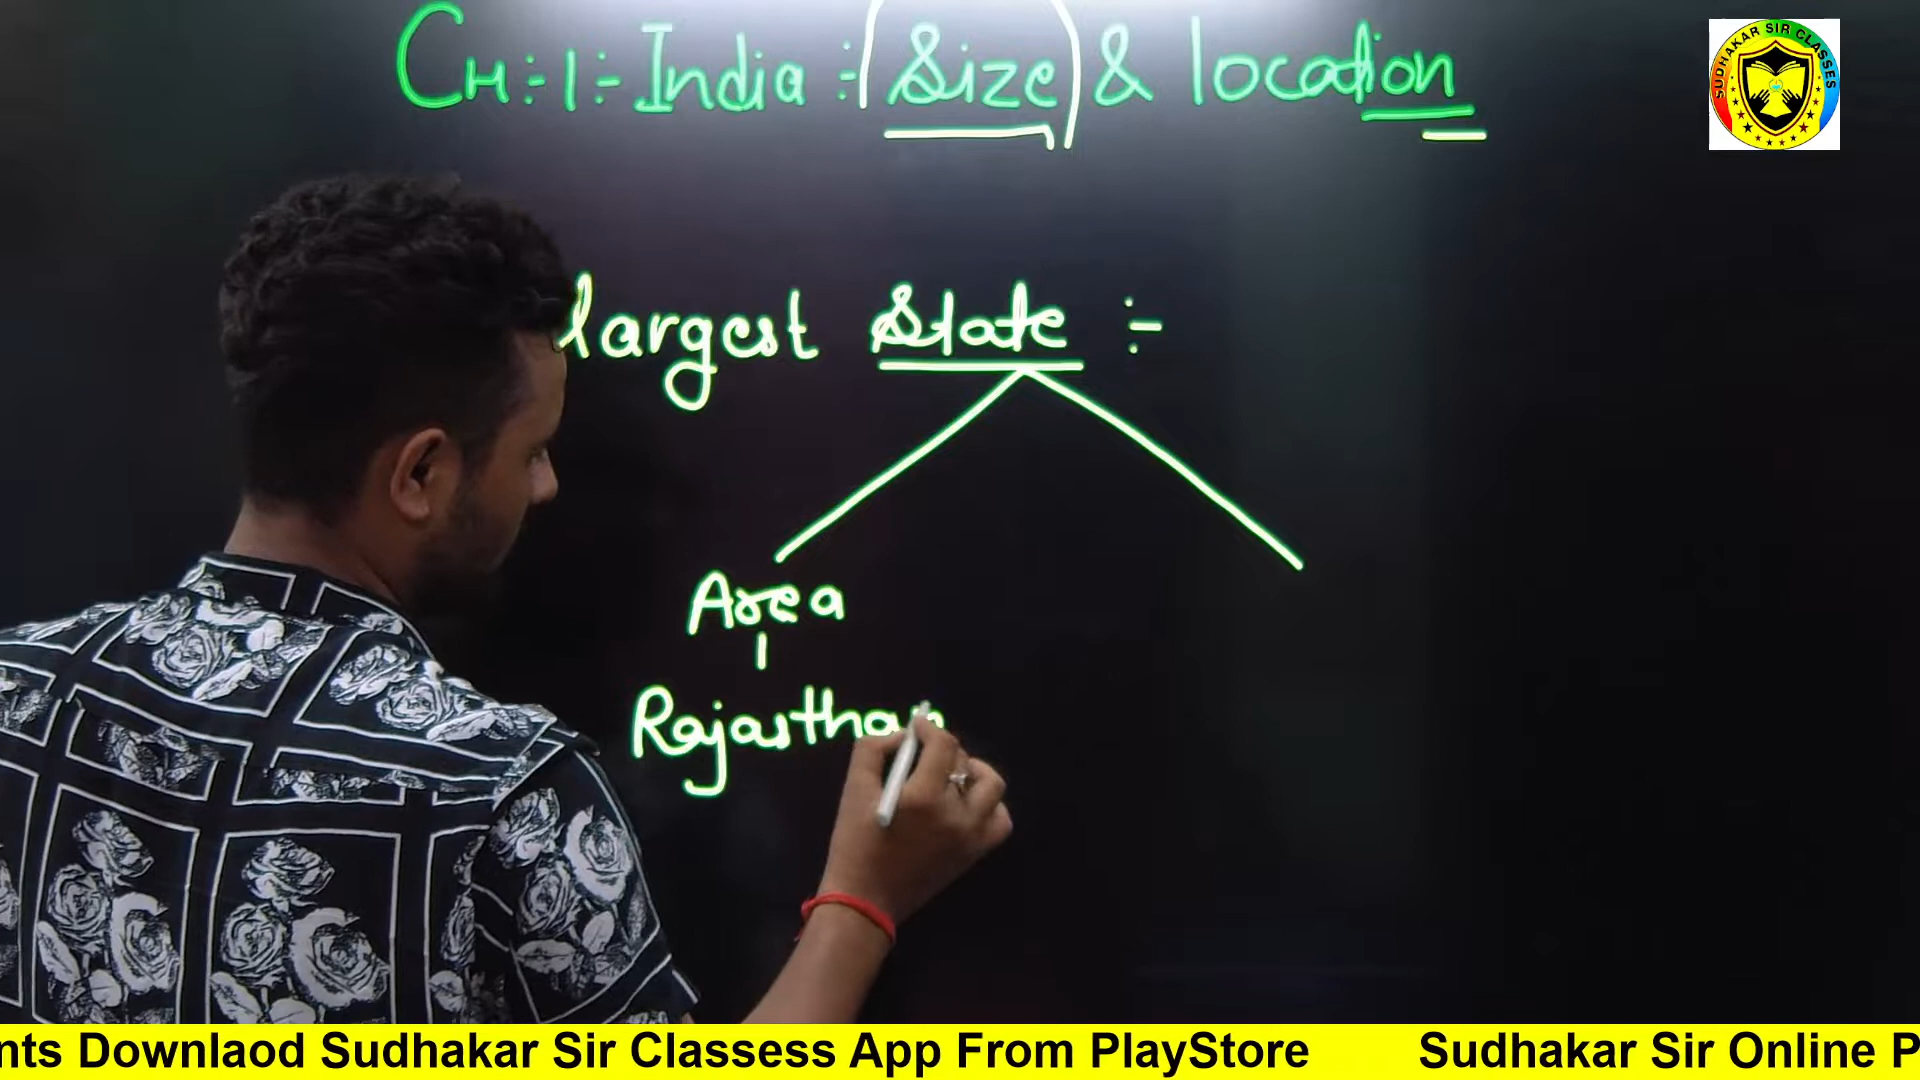 CH:-1:- India:- Size & location
SUDHAKAR SIR CLASSES
largest State :-
Area
Rajasthan
nts Downlaod Sudhakar Sir Classess App From PlayStore Sudhakar Sir Online P